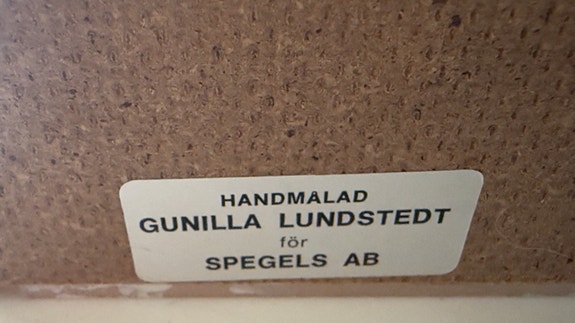 HANDMÅLAD
GUNILLA LUNDSTEDT
för
SPEGELS AB